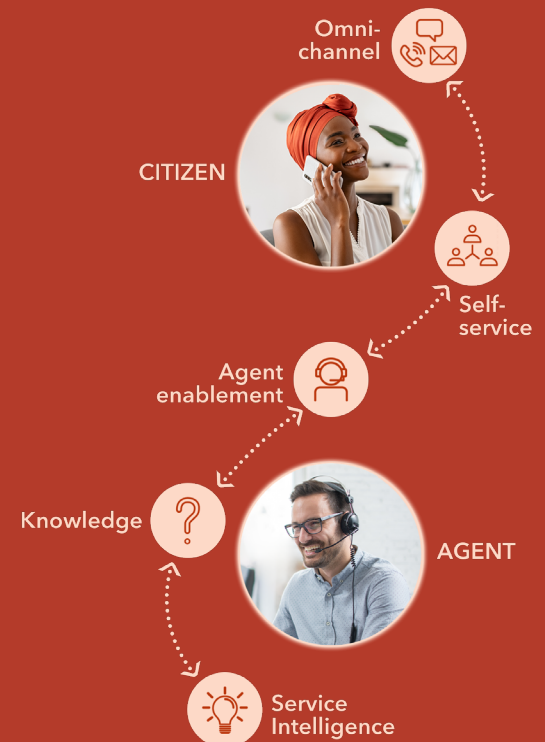 Omni-
channel
CITIZEN
Self-
service
Agent
enablement
Knowledge
AGENT
Service
Intelligence